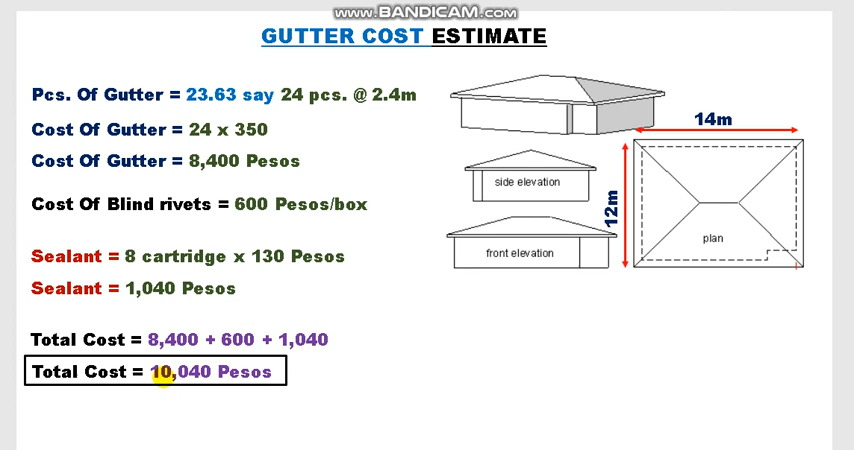 www.BANDICAM.com
GUTTER COST ESTIMATE
Pcs. Of Gutter = 23.63 say 24 pcs. @ 2.4m
Cost Of Gutter = 24 x 350
Cost Of Gutter = 8,400 Pesos
Cost Of Blind rivets = 600 Pesos/box
Sealant = 8 cartridge x 130 Pesos
Sealant = 1,040 Pesos
Total Cost = 8,400 + 600 + 1,040
Total Cost = 10,040 Pesos
14m
12m
side elevation
front elevation
plan